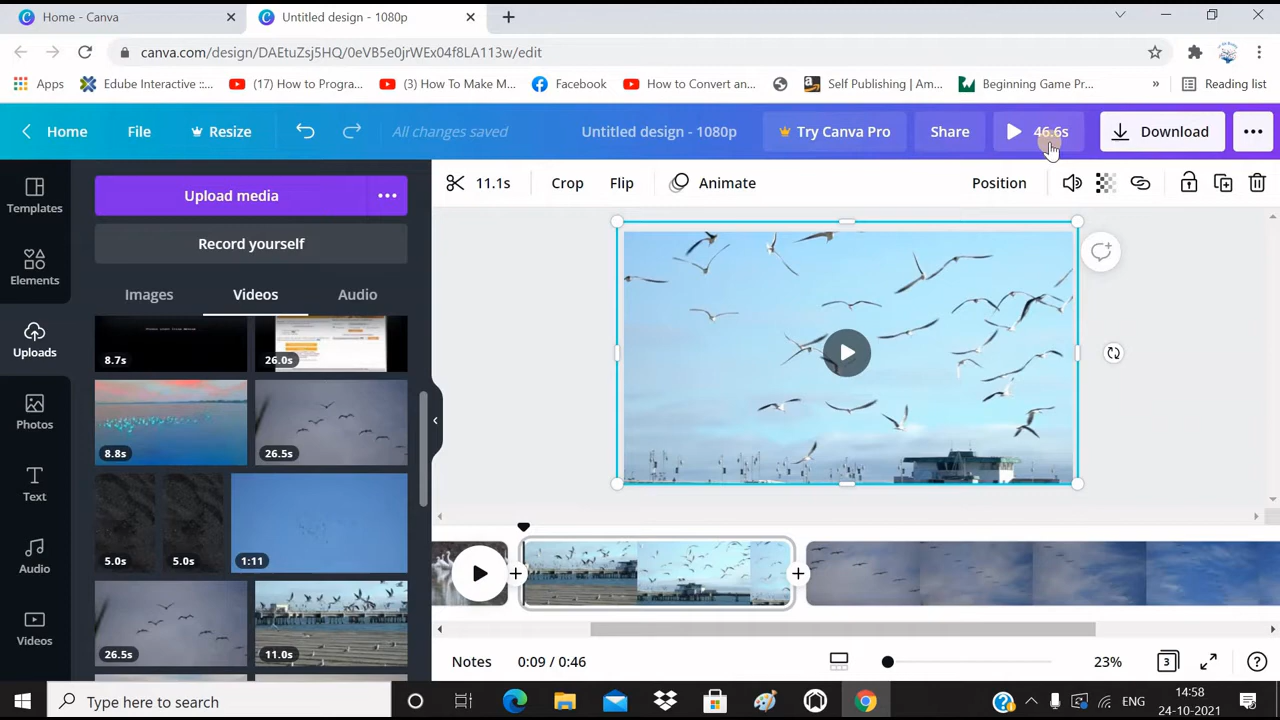 Home - Canva
Untitled design - 1080p
canva.com/design/DAEtuZsj5HQ/0eVB5e0jrWEx04f8LA113w/edit
Apps
Edube Interactive ::...
(17) How to Progra...
(3) How To Make M...
Facebook
How to Convert an...
Self Publishing | Am...
Beginning Game Pr...
»
Reading list
Home
File
Resize
All changes saved
Untitled design - 1080p
Try Canva Pro
Share
46.6s
Download
Templates
Elements
Uploads
Photos
Text
Audio
Videos
Upload media
Record yourself
Images
Videos
Audio
8.7s
26.0s
8.8s
26.5s
5.0s
5.0s
1:11
26.5s
11.0s
11.1s
Crop
Flip
Animate
Position
Notes
0:09 / 0:46
23%
3
Type here to search
ENG
14:58
24-10-2021